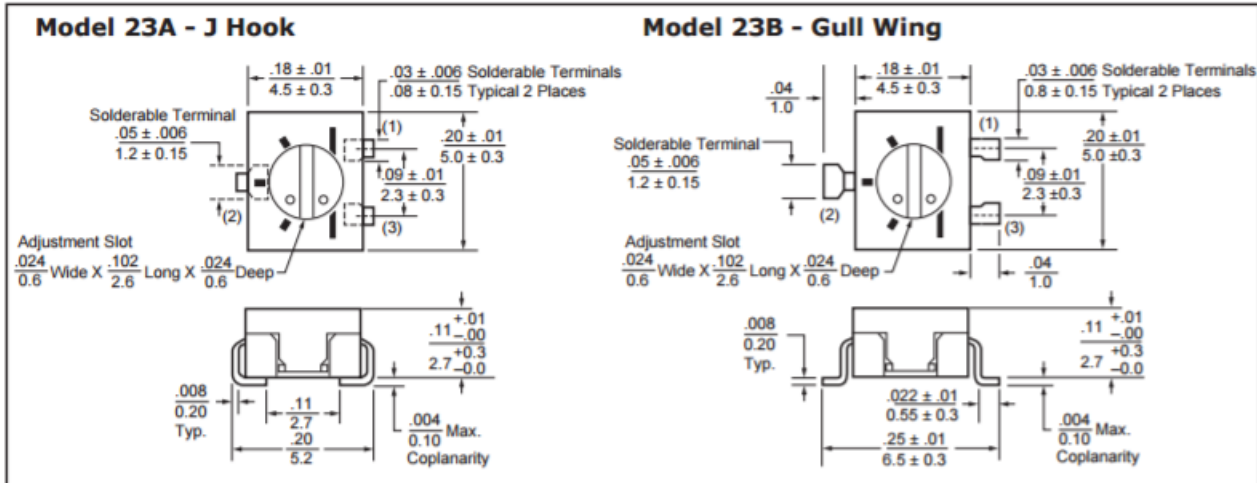 Model 23A - J Hook
.18 ± .01
4.5 ± 0.3
.03 ± .006 Solderable Terminals
.08 ± 0.15 Typical 2 Places
Solderable Terminal
.05 ± .006
1.2 ± 0.15
(1)
.20 ± .01
5.0 ± 0.3
.09 ± .01
2.3 ± 0.3
(2)
(3)
Adjustment Slot
.024 Wide X .102 Long X .024 Deep
0.6 2.6 0.6
.11 +.01 –.00
2.7 +0.3 –0.0
.008
0.20
Typ.
.11
2.7
.20
5.2
.004
0.10 Max.
Coplanarity
Model 23B - Gull Wing
.04
1.0
.18 ± .01
4.5 ± 0.3
.03 ± .006 Solderable Terminals
0.8 ± 0.15 Typical 2 Places
Solderable Terminal
.05 ± .006
1.2 ± 0.15
(1)
.20 ±.01
5.0 ±0.3
.09 ± .01
2.3 ±0.3
(2)
(3)
Adjustment Slot
.024 Wide X .102 Long X .024 Deep
0.6 2.6 0.6
.04
1.0
.008
0.20
Typ.
.11 +.01 –.00
2.7 +0.3 –0.0
.022 ± .01
0.55 ± 0.3
.25 ± .01
6.5 ± 0.3
.004
0.10 Max.
Coplanarity